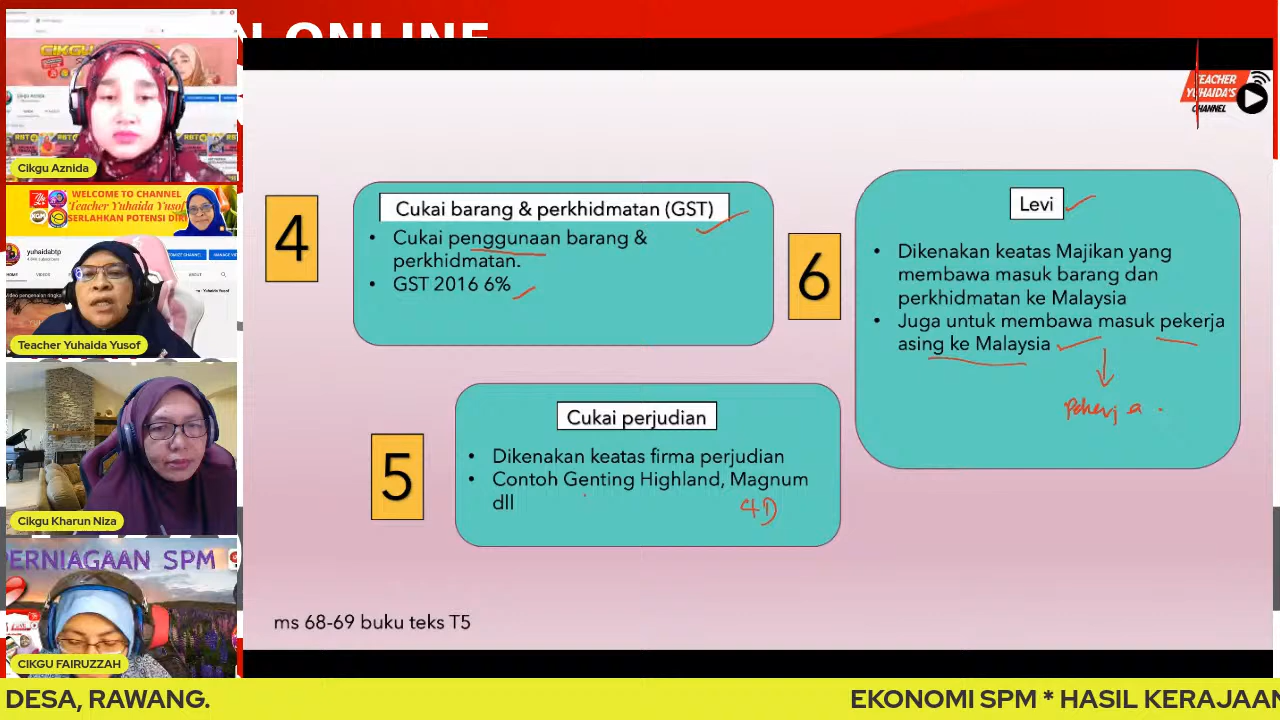 N ONLINE
TEACHER
YUHAIDA'S
CHANNEL
Cikgu Aznida
WELCOME TO CHANNEL
Teacher Yuhaida Yusof
SERLAHKAN POTENSI DIRI
yuhaidabtp
Teacher Yuhaida Yusof
Cikgu Kharun Niza
PERNIAGAAN SPM
CIKGU FAIRUZZAH
4
Cukai barang & perkhidmatan (GST)
• Cukai penggunaan barang &
perkhidmatan.
• GST 2016 6%
5
Cukai perjudian
• Dikenakan keatas firma perjudian
• Contoh Genting Highland, Magnum
dll
4D
6
Levi
• Dikenakan keatas Majikan yang
membawa masuk barang dan
perkhidmatan ke Malaysia
• Juga untuk membawa masuk pekerja
asing ke Malaysia
Pekerja
ms 68-69 buku teks T5
DESA, RAWANG.
EKONOMI SPM * HASIL KERAJAAN